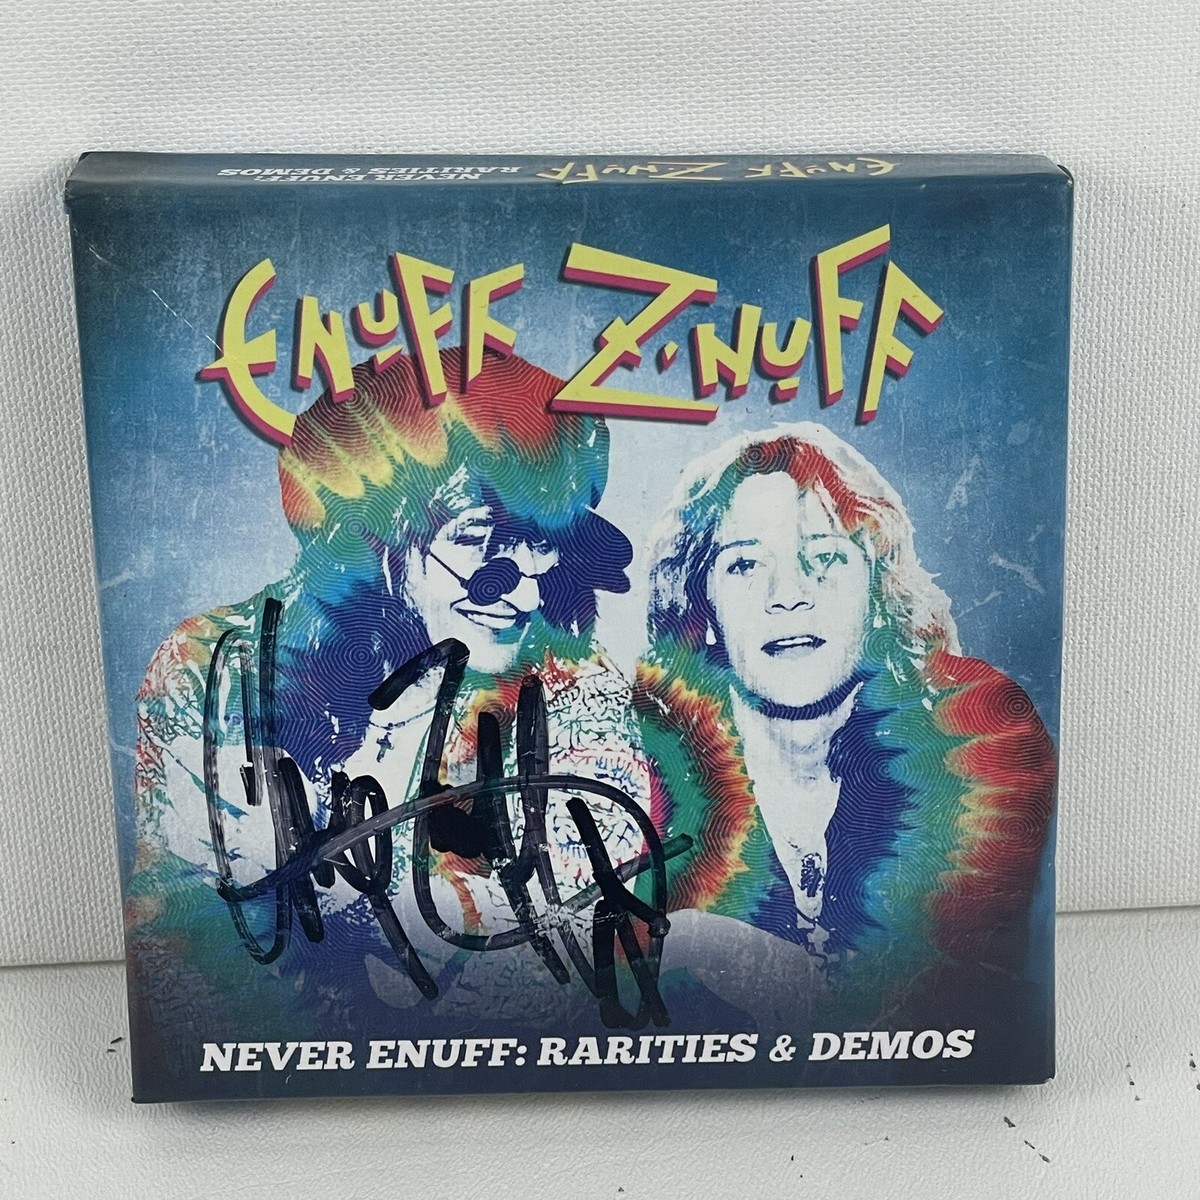 NEVER ENUFF:
RARITIES & DEMOS
ENUFF Z'NUFF
ENUFF Z'NUFF
NEVER ENUFF: RARITIES & DEMOS